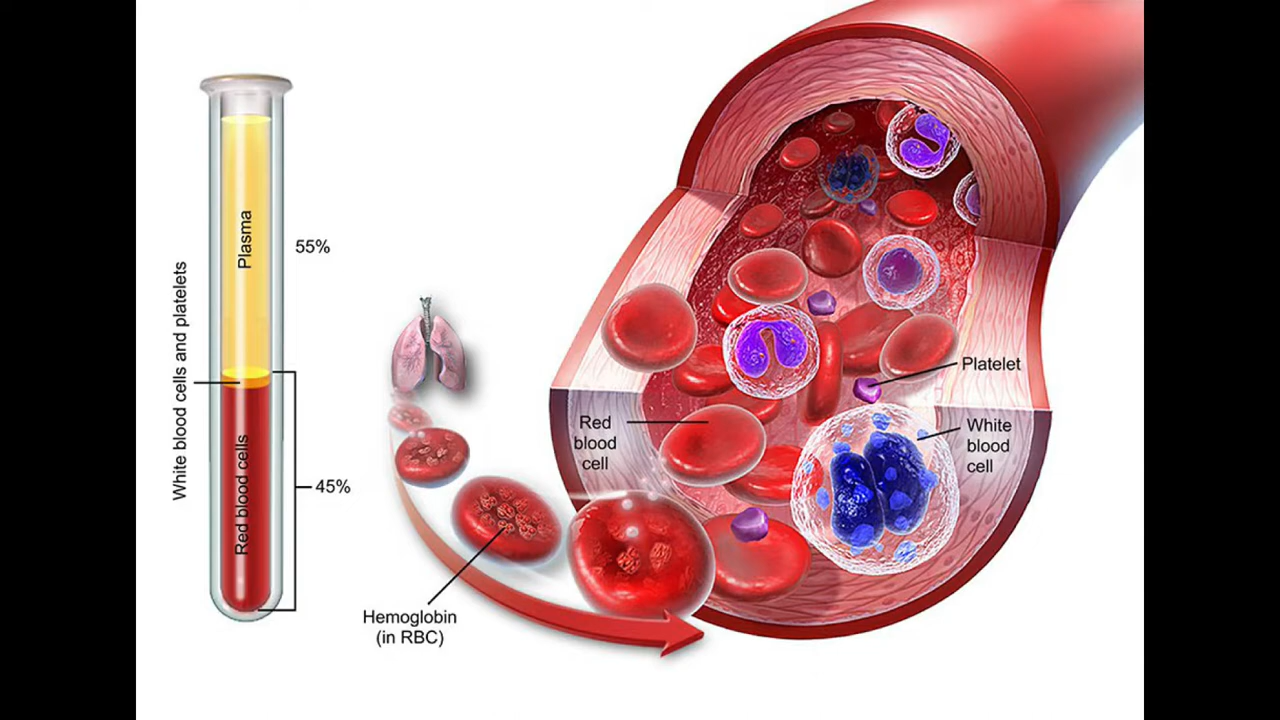 Plasma
55%
White blood cells and platelets
Red blood cells
45%
Hemoglobin
(in RBC)
Platelet
Red
blood
cell
White
blood
cell